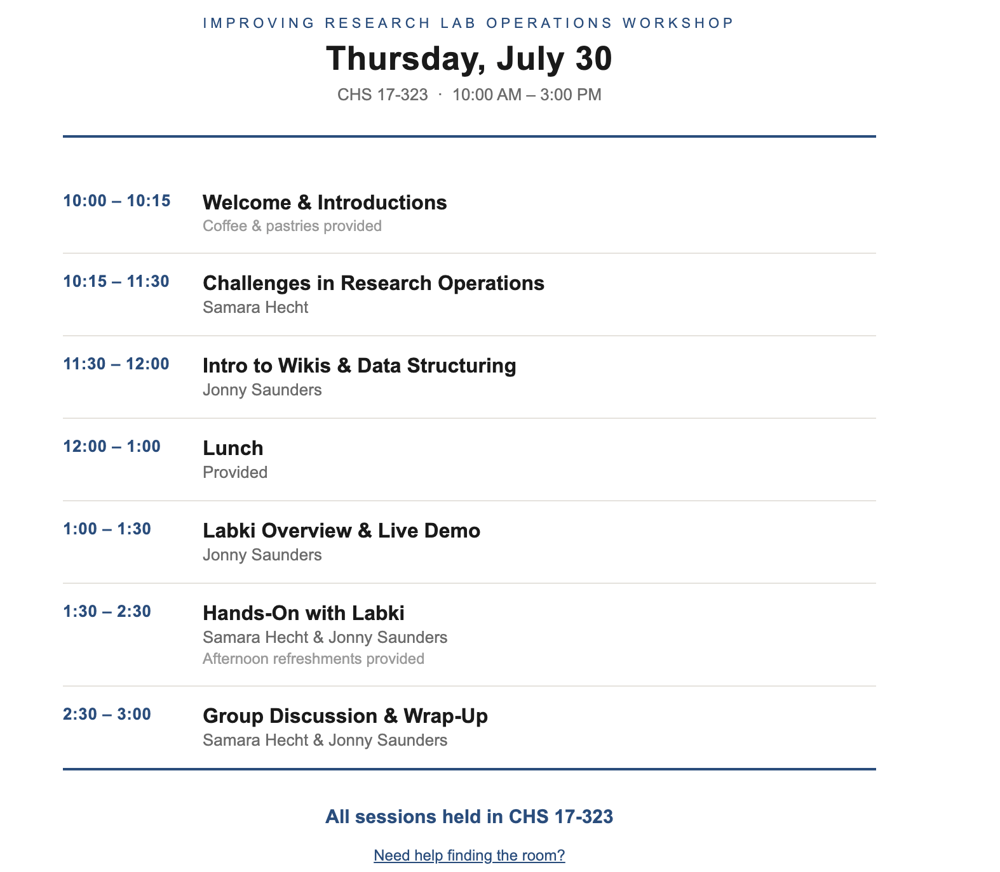 IMPROVING RESEARCH LAB OPERATIONS WORKSHOP
Thursday, July 30
CHS 17-323 · 10:00 AM – 3:00 PM
10:00 – 10:15 Welcome & Introductions
Coffee & pastries provided
10:15 – 11:30 Challenges in Research Operations
Samara Hecht
11:30 – 12:00 Intro to Wikis & Data Structuring
Jonny Saunders
12:00 – 1:00 Lunch
Provided
1:00 – 1:30 Labki Overview & Live Demo
Jonny Saunders
1:30 – 2:30 Hands-On with Labki
Samara Hecht & Jonny Saunders
Afternoon refreshments provided
2:30 – 3:00 Group Discussion & Wrap-Up
Samara Hecht & Jonny Saunders
All sessions held in CHS 17-323
Need help finding the room?